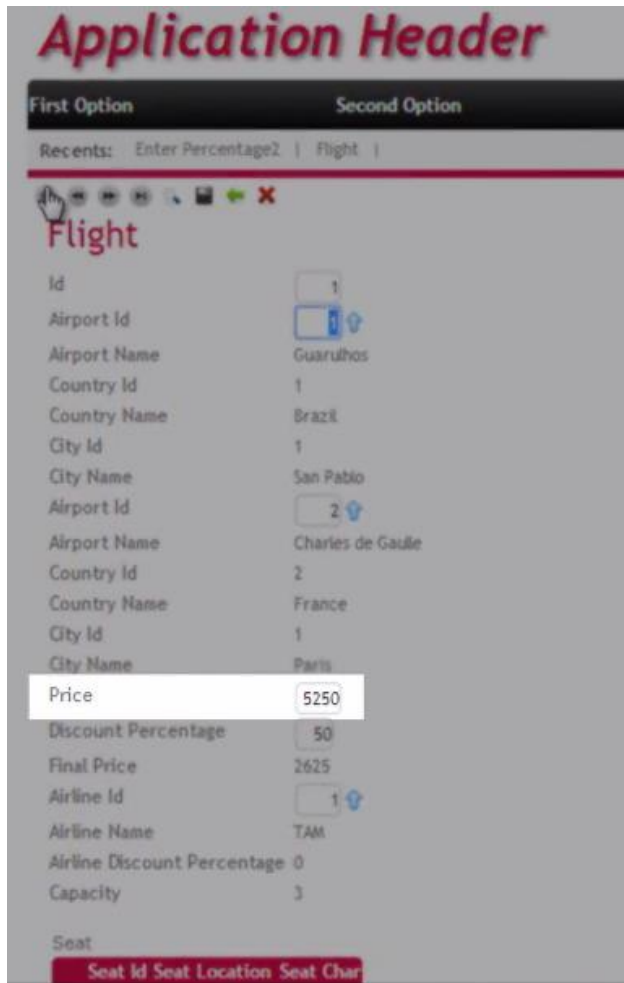 Application Header
First Option Second Option
Recents: Enter Percentage2 | Flight |
Flight
Id 1
Airport Id 1
Airport Name Guarulhos
Country Id 1
Country Name Brazil
City Id 1
City Name San Pablo
Airport Id 2
Airport Name Charles de Gaulle
Country Id 2
Country Name France
City Id 1
City Name Paris
Price 5250
Discount Percentage 50
Final Price 2625
Airline Id 1
Airline Name TAM
Airline Discount Percentage 0
Capacity 3
Seat
Seat Id Seat Location Seat Char